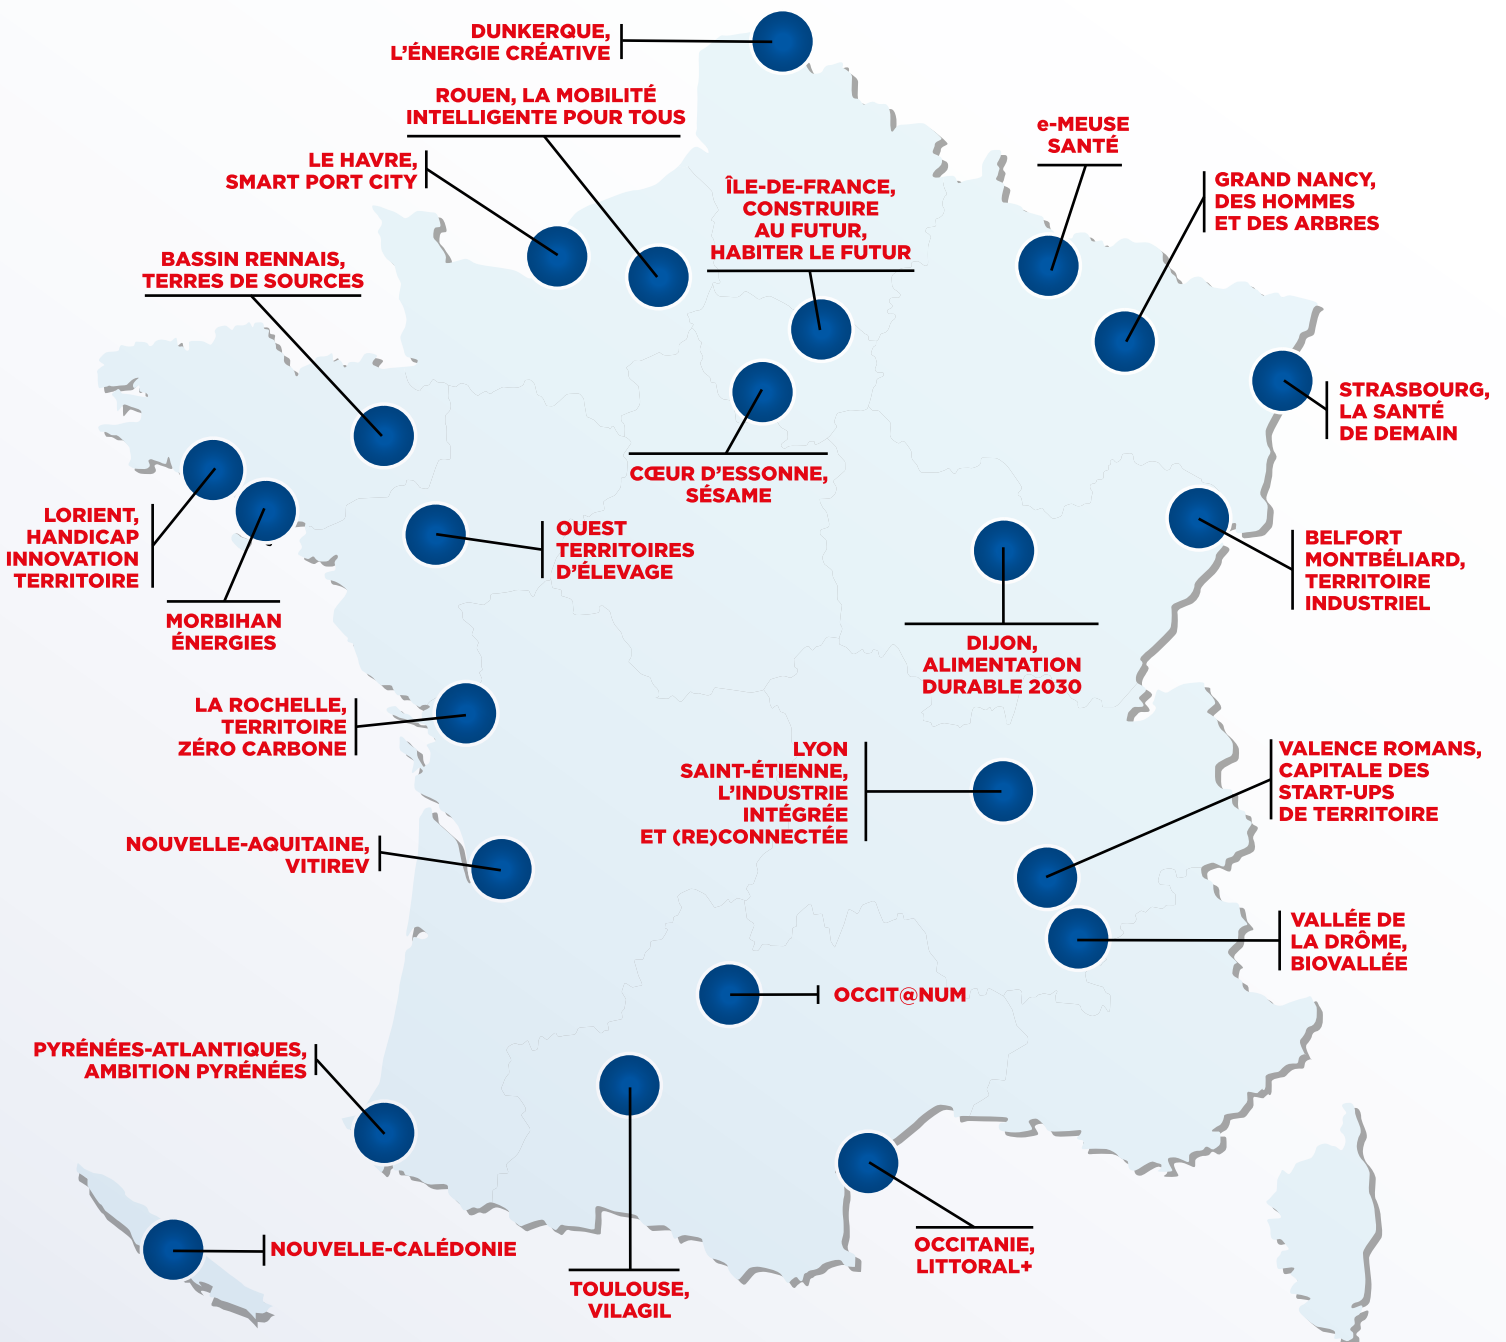 DUNKERQUE,
L'ÉNERGIE CRÉATIVE
ROUEN, LA MOBILITÉ
INTELLIGENTE POUR TOUS
LE HAVRE,
SMART PORT CITY
e-MEUSE
SANTÉ
ÎLE-DE-FRANCE,
CONSTRUIRE
AU FUTUR,
HABITER LE FUTUR
GRAND NANCY,
DES HOMMES
ET DES ARBRES
BASSIN RENNAIS,
TERRES DE SOURCES
STRASBOURG,
LA SANTÉ
DE DEMAIN
CŒUR D'ESSONNE,
SÉSAME
LORIENT,
HANDICAP
INNOVATION
TERRITOIRE
OUEST
TERRITOIRES
D'ÉLEVAGE
BELFORT
MONTBÉLIARD,
TERRITOIRE
INDUSTRIEL
MORBIHAN
ÉNERGIES
DIJON,
ALIMENTATION
DURABLE 2030
LA ROCHELLE,
TERRITOIRE
ZÉRO CARBONE
LYON
SAINT-ÉTIENNE,
L'INDUSTRIE
INTÉGRÉE
ET (RE)CONNECTÉE
VALENCE ROMANS,
CAPITALE DES
START-UPS
DE TERRITOIRE
NOUVELLE-AQUITAINE,
VITIREV
VALLÉE DE
LA DRÔME,
BIOVALLÉE
OCCIT@NUM
PYRÉNÉES-ATLANTIQUES,
AMBITION PYRÉNÉES
NOUVELLE-CALÉDONIE
OCCITANIE,
LITTORAL+
TOULOUSE,
VILAGIL